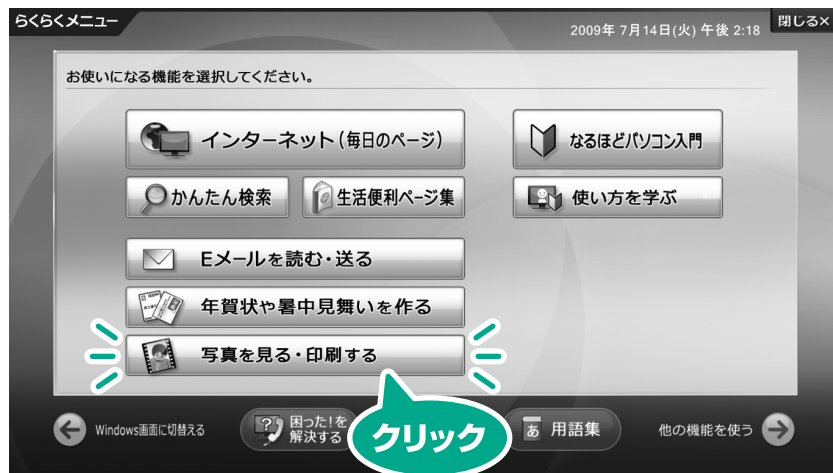 らくらくメニュー
2009年 7月14日(火) 午後 2:18
閉じる×
お使いになる機能を選択してください。
インターネット(毎日のページ)
なるほどパソコン入門
かんたん検索
生活便利ページ集
使い方を学ぶ
Eメールを読む・送る
年賀状や暑中見舞いを作る
写真を見る・印刷する
クリック
Windows画面に切替える
困った!を
解決する
あ 用語集
他の機能を使う